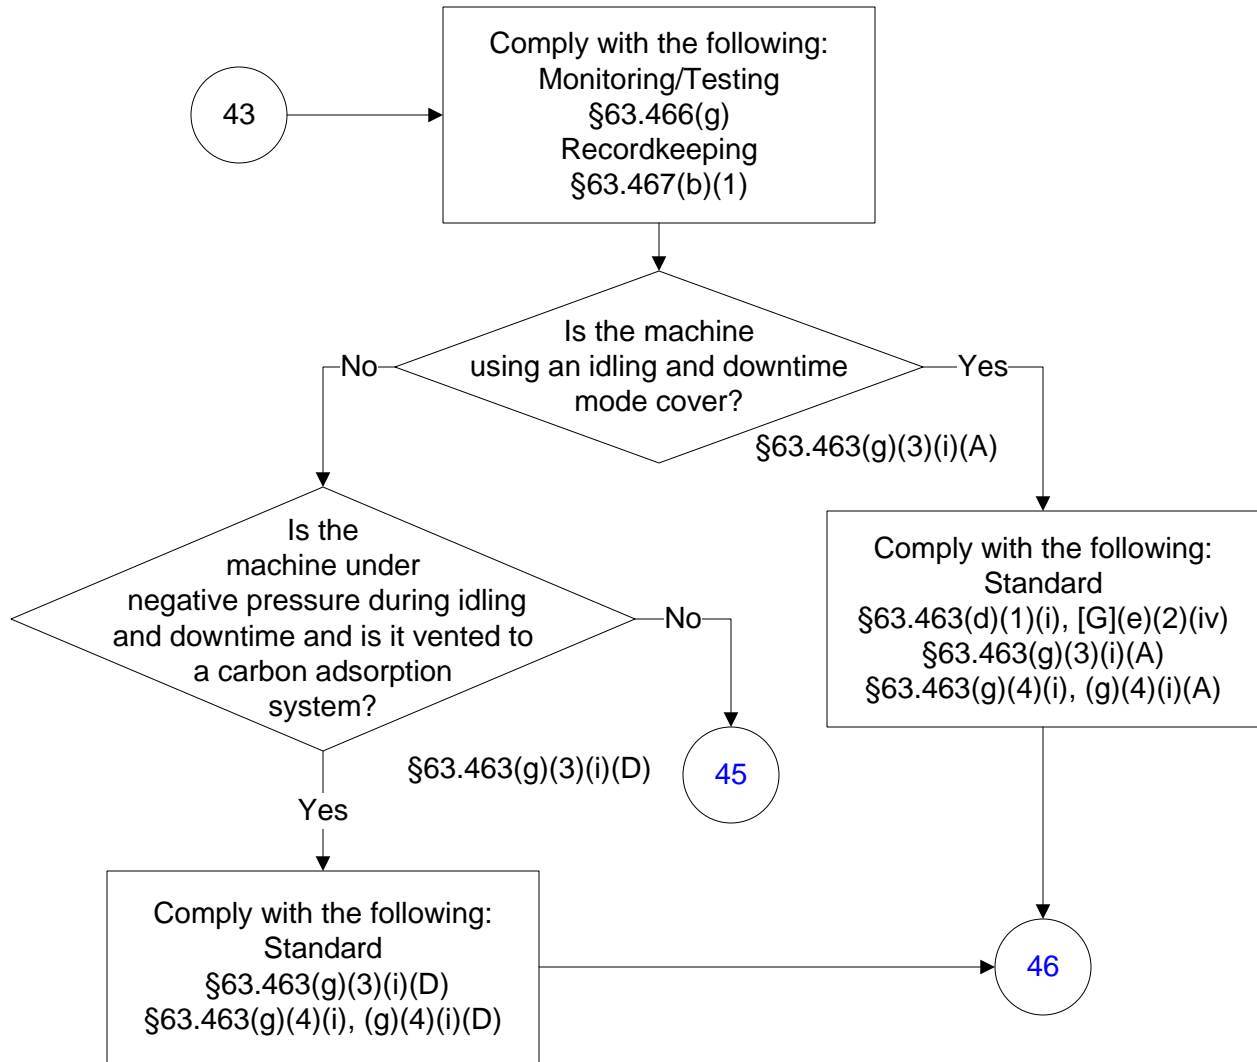 Comply with the following:
Monitoring/Testing
§63.466(g)
Recordkeeping
§63.467(b)(1)
43
Is the machine
using an idling and downtime
mode cover?
No
Yes
§63.463(g)(3)(i)(A)
Is the
machine under
negative pressure during idling
and downtime and is it vented to
a carbon adsorption
system?
No
Comply with the following:
Standard
§63.463(d)(1)(i), [G](e)(2)(iv)
§63.463(g)(3)(i)(A)
§63.463(g)(4)(i), (g)(4)(i)(A)
§63.463(g)(3)(i)(D)
45
Yes
Comply with the following:
Standard
§63.463(g)(3)(i)(D)
§63.463(g)(4)(i), (g)(4)(i)(D)
46